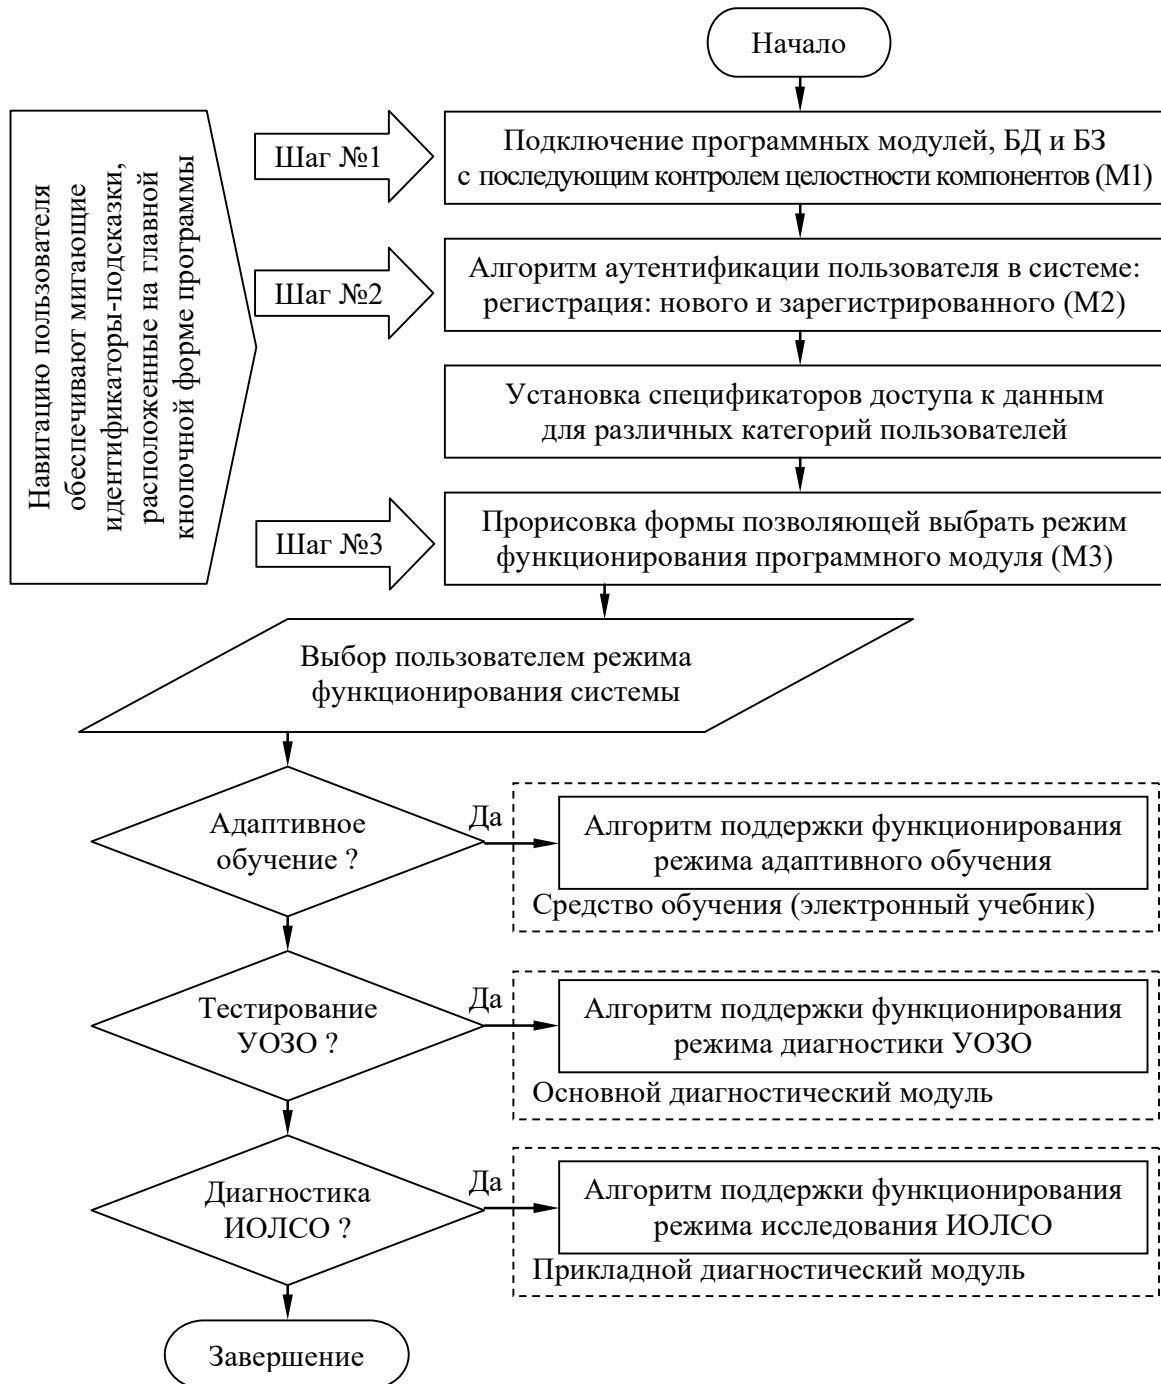 Начало
Навигацию пользователя
обеспечивают мигающие
идентификаторы-подсказки,
расположенные на главной
кнопочной форме программы
Шаг №1
Подключение программных модулей, БД и БЗ
с последующим контролем целостности компонентов (М1)
Шаг №2
Алгоритм аутентификации пользователя в системе:
регистрация: нового и зарегистрированного (М2)
Установка спецификаторов доступа к данным
для различных категорий пользователей
Шаг №3
Прорисовка формы позволяющей выбрать режим
функционирования программного модуля (М3)
Выбор пользователем режима
функционирования системы
Адаптивное
обучение ?
Да
Алгоритм поддержки функционирования
режима адаптивного обучения
Средство обучения (электронный учебник)
Тестирование
УОЗО ?
Да
Алгоритм поддержки функционирования
режима диагностики УОЗО
Основной диагностический модуль
Диагностика
ИОЛСО ?
Да
Алгоритм поддержки функционирования
режима исследования ИОЛСО
Прикладной диагностический модуль
Завершение